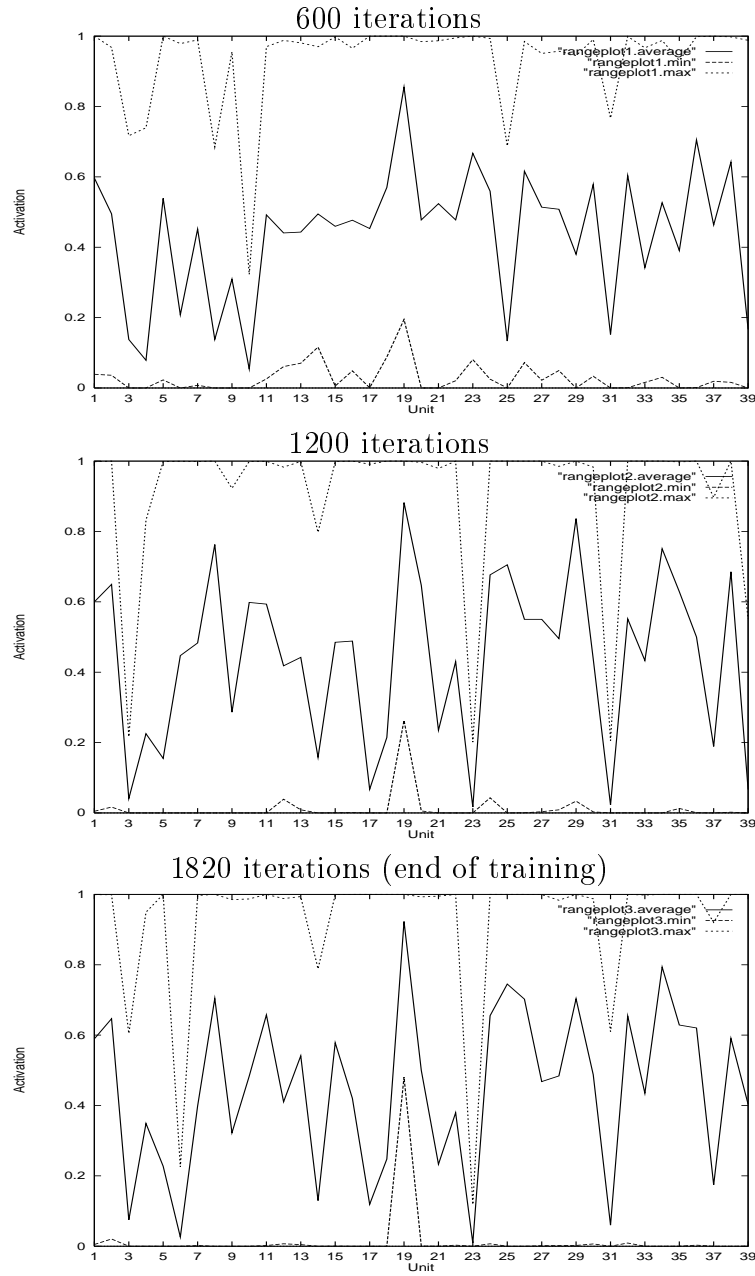 600 iterations
1
"rangeplot1.average"
"rangeplot1.min"
"rangeplot1.max"
0.8
0.6
Activation
0.4
0.2
0
1 3 5 7 9 11 13 15 17 19 21 23 25 27 29 31 33 35 37 39
Unit
1200 iterations
1
"rangeplot2.average"
"rangeplot2.min"
"rangeplot2.max"
0.8
0.6
Activation
0.4
0.2
0
1 3 5 7 9 11 13 15 17 19 21 23 25 27 29 31 33 35 37 39
Unit
1820 iterations (end of training)
1
"rangeplot3.average"
"rangeplot3.min"
"rangeplot3.max"
0.8
0.6
Activation
0.4
0.2
0
1 3 5 7 9 11 13 15 17 19 21 23 25 27 29 31 33 35 37 39
Unit